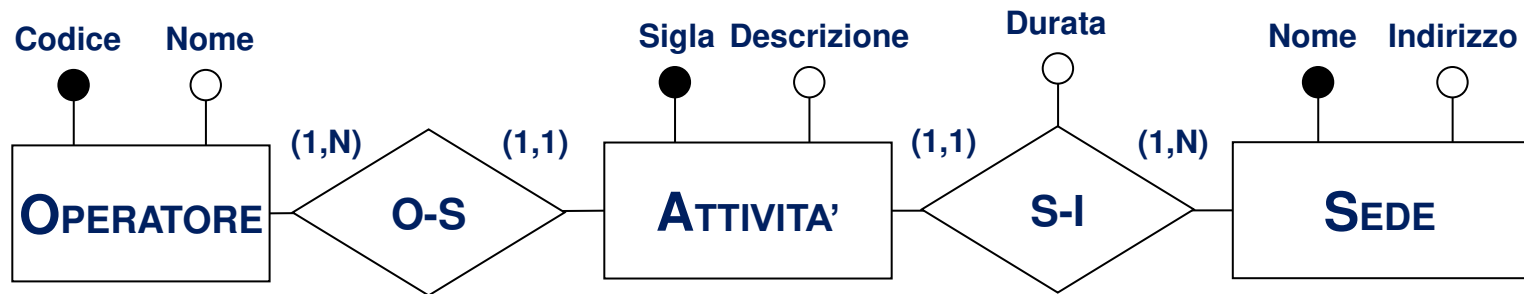 Codice Nome Sigla Descrizione Durata Nome Indirizzo
(1,N) (1,1) (1,1) (1,N)
OPERATORE O-S ATTIVITA’ S-I SEDE